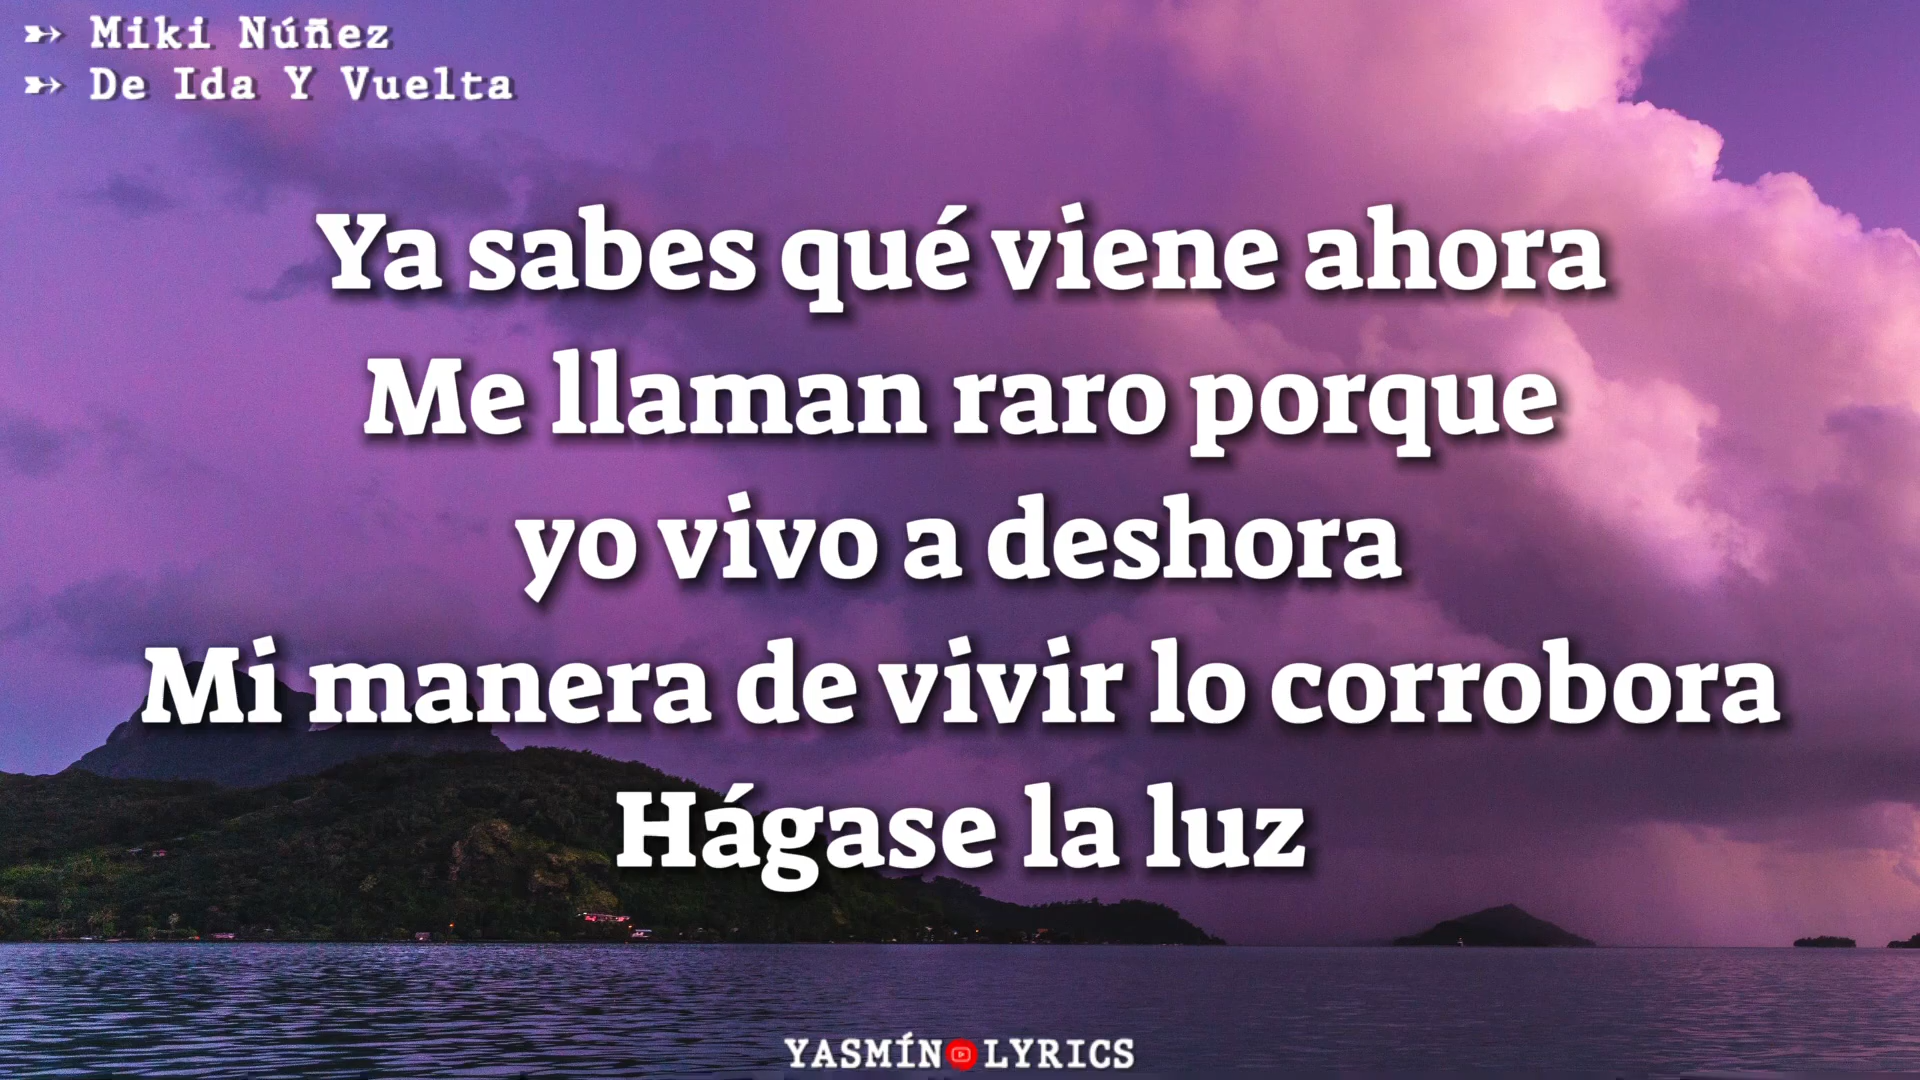 ➳ Miki Núñez
➳ De Ida Y Vuelta
Ya sabes qué viene ahora
Me llaman raro porque
yo vivo a deshora
Mi manera de vivir lo corrobora
Hágase la luz
YASMÍN LYRICS